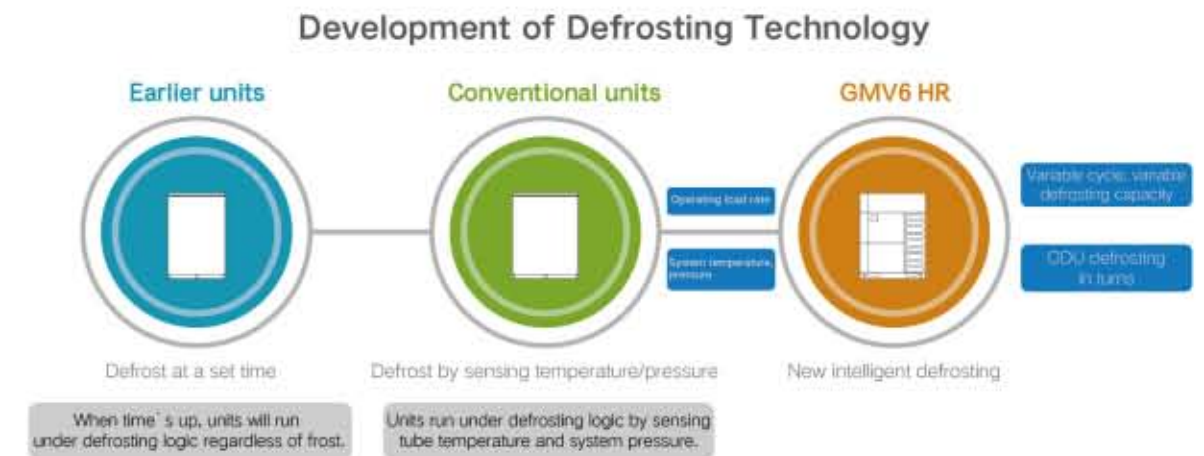 Development of Defrosting Technology
Earlier units
Conventional units
GMV6 HR
Operating load rate
System temperature,
pressure
Variable cycle, variable
defrosting capacity
ODU defrosting
in turns
Defrost at a set time
Defrost by sensing temperature/pressure
New intelligent defrosting
When time`s up, units will run
under defrosting logic regardless of frost.
Units run under defrosting logic by sensing
tube temperature and system pressure.